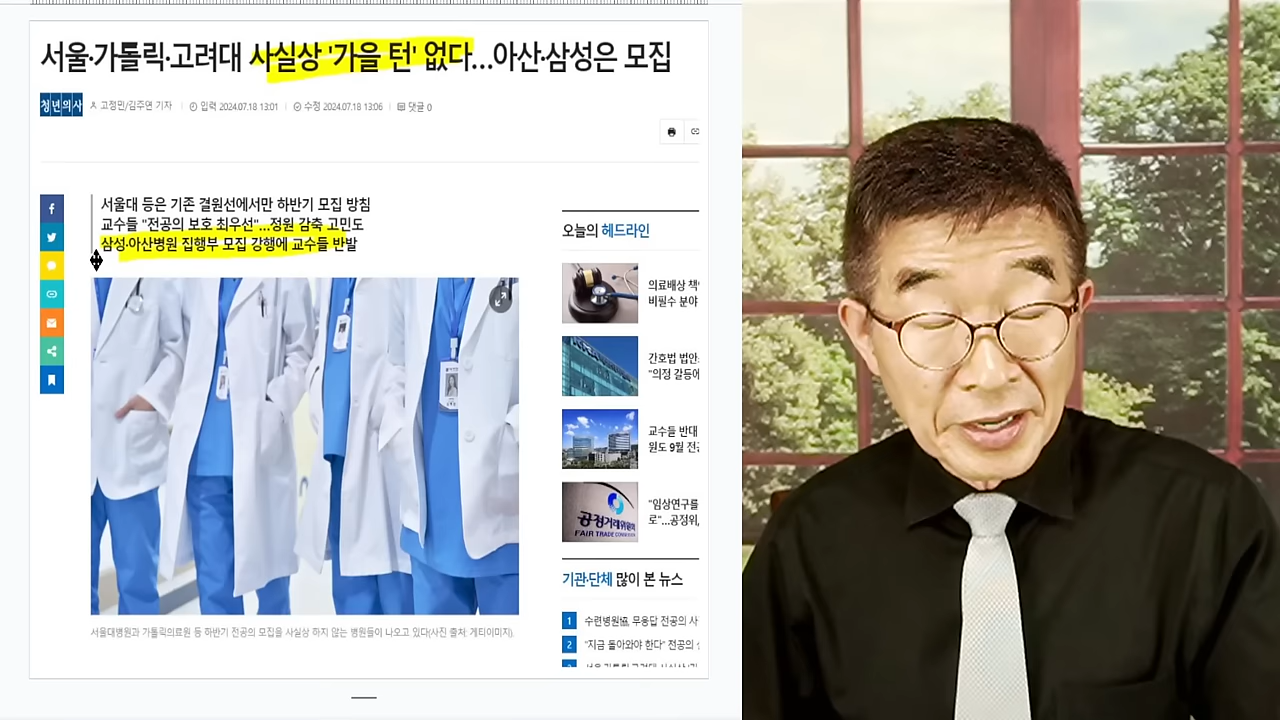 서울·가톨릭·고려대 사실상 '가을 턴' 없다…아산·삼성은 모집
청년의사
고정민/김주연 기자
입력 2024.07.18 13:01
수정 2024.07.18 13:06
댓글 0
서울대 등은 기존 결원선에서만 하반기 모집 방침
교수들 "전공의 보호 최우선"…정원 감축 고민도
삼성·아산병원 집행부 모집 강행에 교수들 반발
서울대병원과 가톨릭의료원 등 하반기 전공의 모집을 사실상 하지 않는 병원들이 나오고 있다(사진 출처: 게티이미지).
오늘의 헤드라인
의료배상 책
비필수 분야
간호법 법안
"의정 갈등에
교수들 반대
원도 9월 전
"임상연구를
로"…공정위,
공정거래위원회
FAIR TRADE
기관·단체 많이 본 뉴스
1 수련병원協, 무응답 전공의 사
2 "지금 돌아와야 한다" 전공의